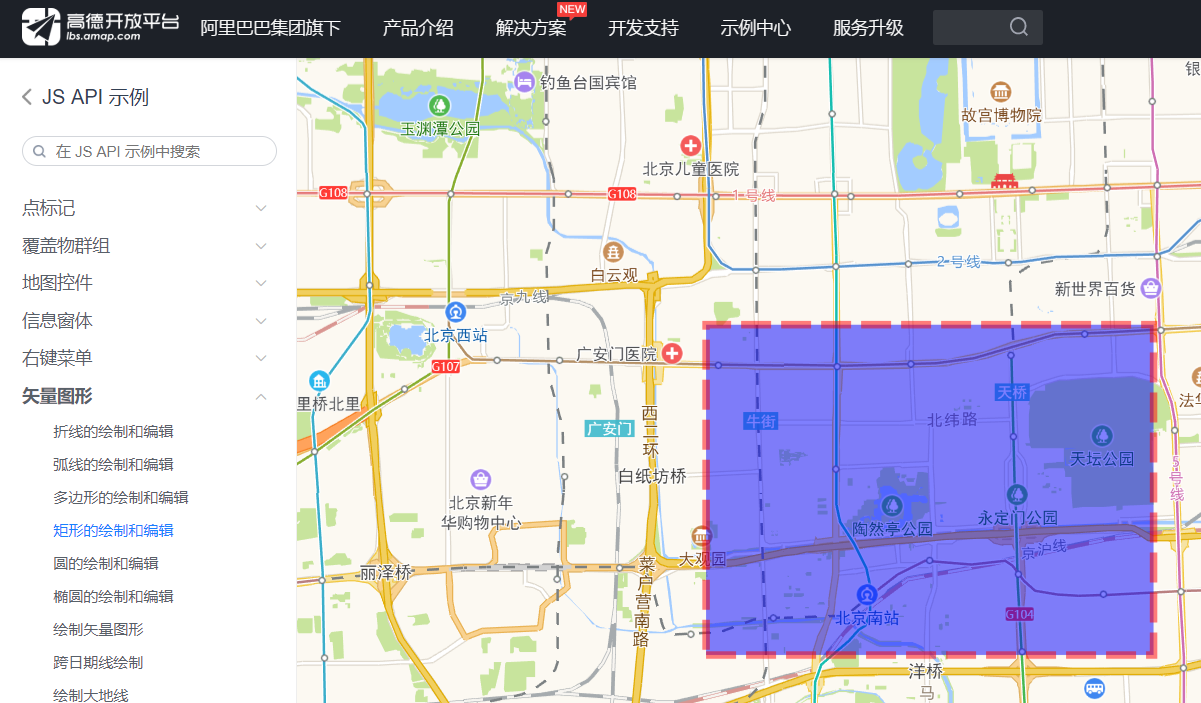 高德开放平台
lbs.amap.com
阿里巴巴集团旗下
产品介绍
解决方案
NEW
开发支持
示例中心
服务升级
JS API 示例
在 JS API 示例中搜索
点标记
覆盖物群组
地图控件
信息窗体
右键菜单
矢量图形
折线的绘制和编辑
弧线的绘制和编辑
多边形的绘制和编辑
矩形的绘制和编辑
圆的绘制和编辑
椭圆的绘制和编辑
绘制矢量图形
跨日期线绘制
绘制大地线
钓鱼台国宾馆
银
玉渊潭公园
故宫博物院
北京儿童医院
G108
G108
1号线
白云观
2号线
京九线
新世界百货
北京西站
广安门医院
G107
里桥北里
天桥
法华
西二环
牛街
北纬路
广安门
天坛公园
白纸坊桥
5号线
北京新年
华购物中心
永定门公园
陶然亭公园
京沪线
大观园
丽泽桥
菜户营南路
北京南站
G104
洋桥
马